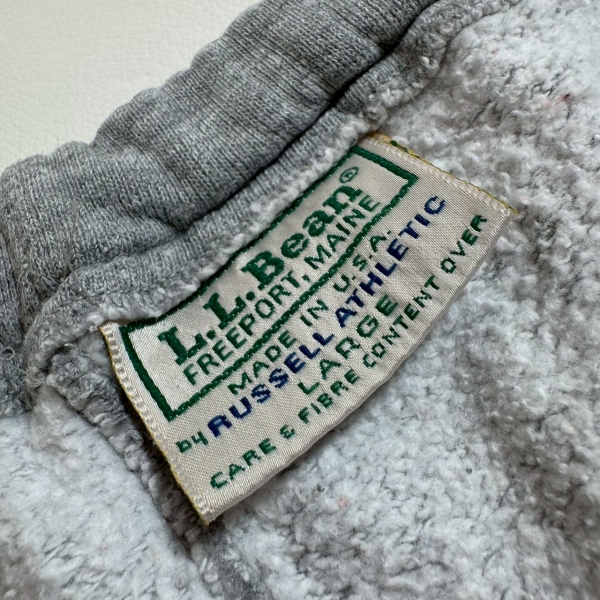 L.L.Bean®
FREEPORT, MAINE
MADE IN U.S.A.
by RUSSELL ATHLETIC
LARGE
CARE & FIBRE CONTENT OVER